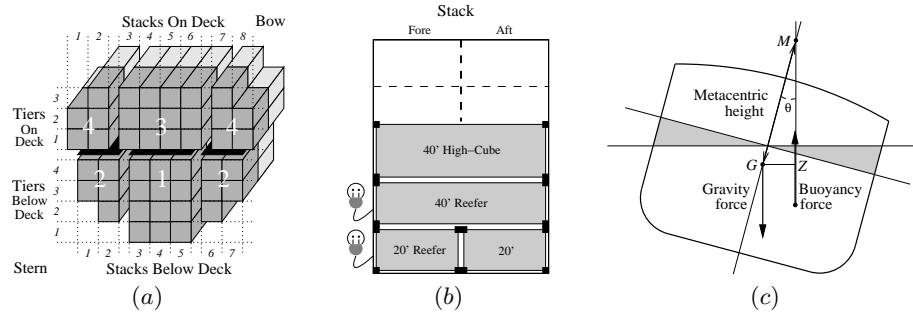 Stacks On Deck
Bow
1 2 3 4 5 6 7 8
3
Tiers 2
On
Deck 1
4 3 4
4
Tiers 3
Below
Deck 2
1
2 1 2
1 2 3 4 5 6 7
Stern
Stacks Below Deck
(a)
Stack
Fore Aft
40' High–Cube
40' Reefer
20' Reefer 20'
(b)
M
Metacentric
height
θ
G Z
Gravity
force
Buoyancy
force
(c)